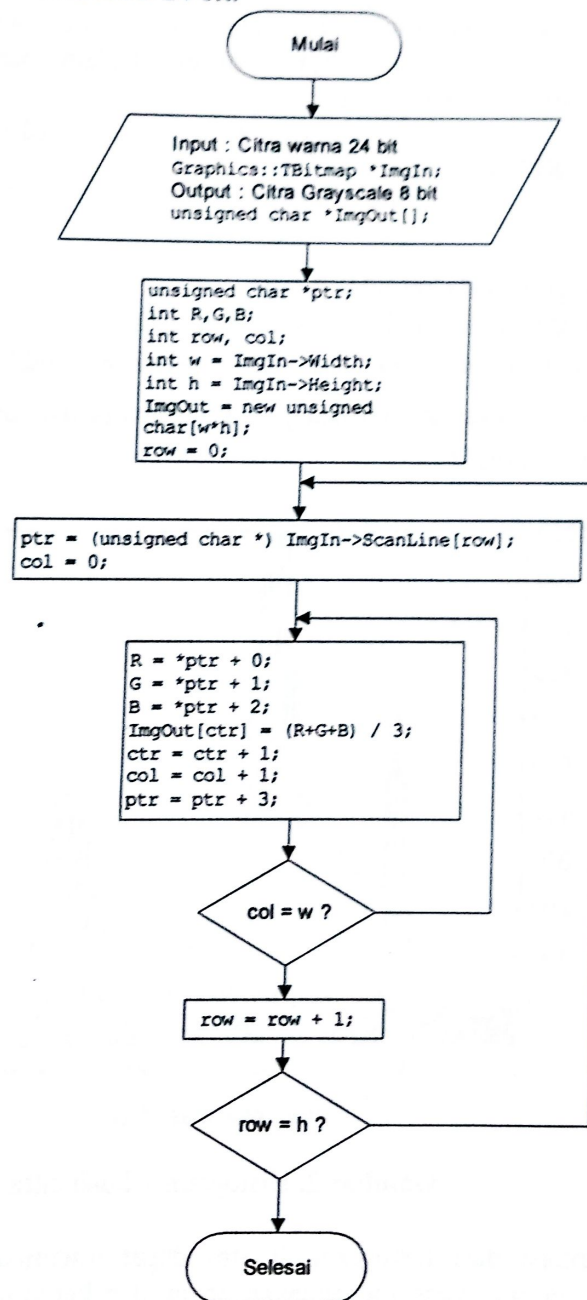 Mulai
Input : Citra warna 24 bit
Graphics::TBitmap *ImgIn;
Output : Citra Grayscale 8 bit
unsigned char *ImgOut[];
unsigned char *ptr;
int R,G,B;
int row, col;
int w = ImgIn->Width;
int h = ImgIn->Height;
ImgOut = new unsigned
char[w*h];
row = 0;
ptr = (unsigned char *) ImgIn->ScanLine[row];
col = 0;
R = *ptr + 0;
G = *ptr + 1;
B = *ptr + 2;
ImgOut[ctr] = (R+G+B) / 3;
ctr = ctr + 1;
col = col + 1;
ptr = ptr + 3;
col = w ?
row = row + 1;
row = h ?
Selesai